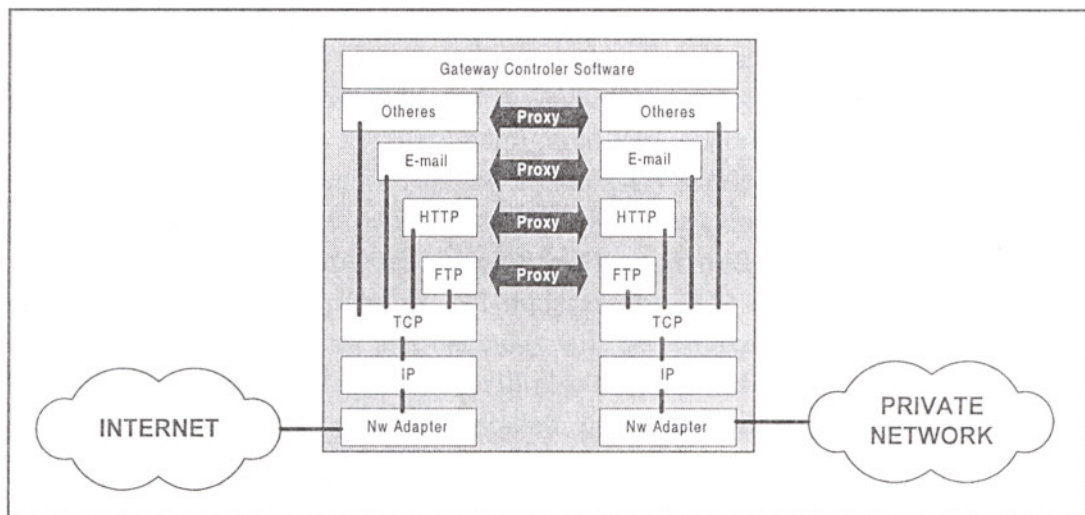 Gateway Controler Software
Otheres Proxy Otheres
E-mail Proxy E-mail
HTTP Proxy HTTP
FTP Proxy FTP
TCP TCP
IP IP
INTERNET Nw Adapter Nw Adapter PRIVATE
NETWORK